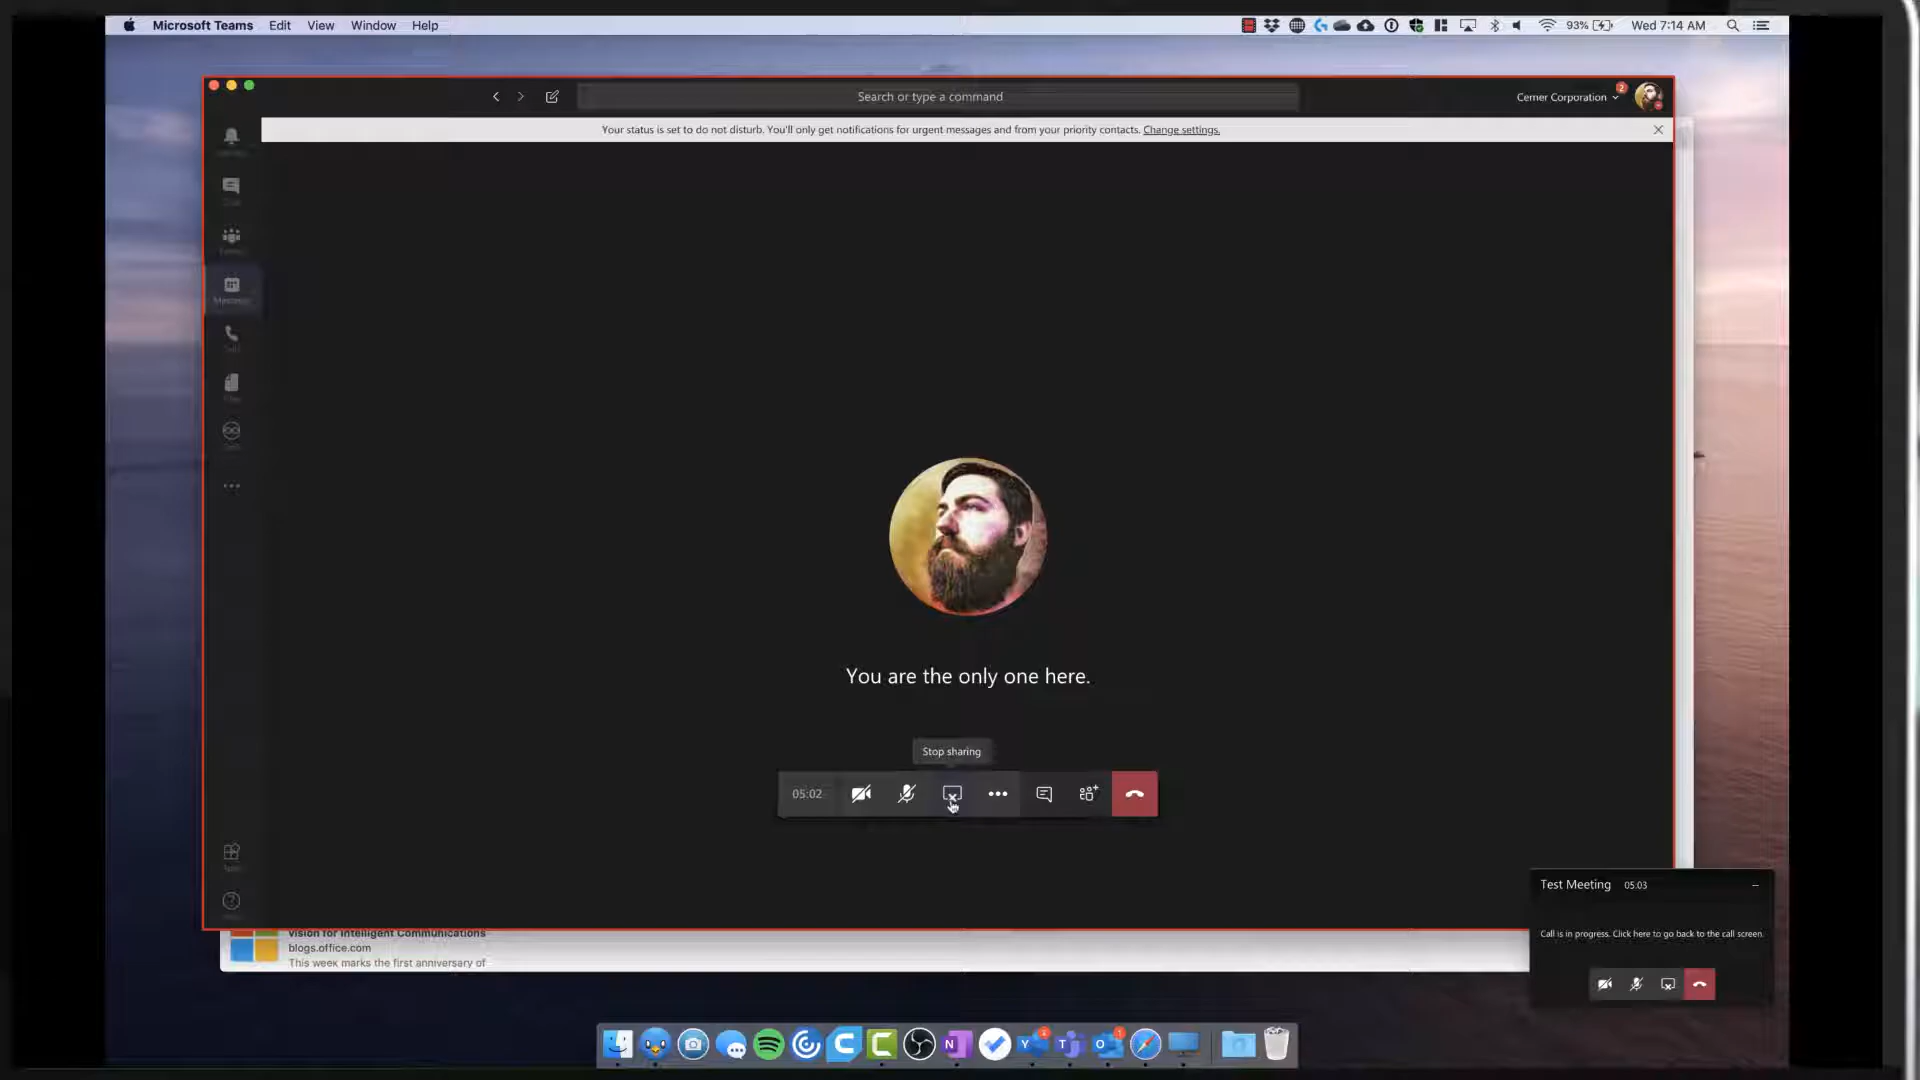 Microsoft Teams Edit View Window Help
93% Wed 7:14 AM
Search or type a command
Cerner Corporation
2
Your status is set to do not disturb. You'll only get notifications for urgent messages and from your priority contacts. Change settings.
You are the only one here.
Stop sharing
05:02
Test Meeting 05:03
Call is in progress. Click here to go back to the call screen.
Vision for Intelligent Communications
blogs.office.com
This week marks the first anniversary of